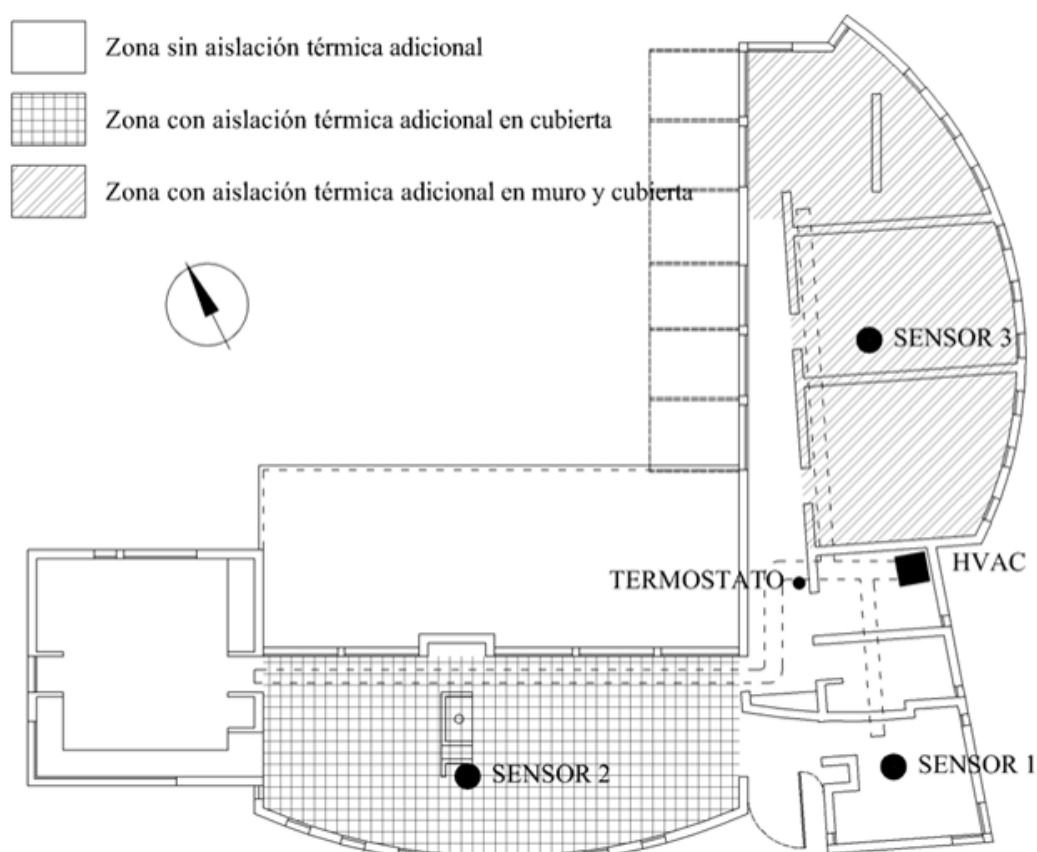 Zona sin aislación térmica adicional
Zona con aislación térmica adicional en cubierta
Zona con aislación térmica adicional en muro y cubierta
SENSOR 3
HVAC
TERMOSTATO
SENSOR 1
SENSOR 2